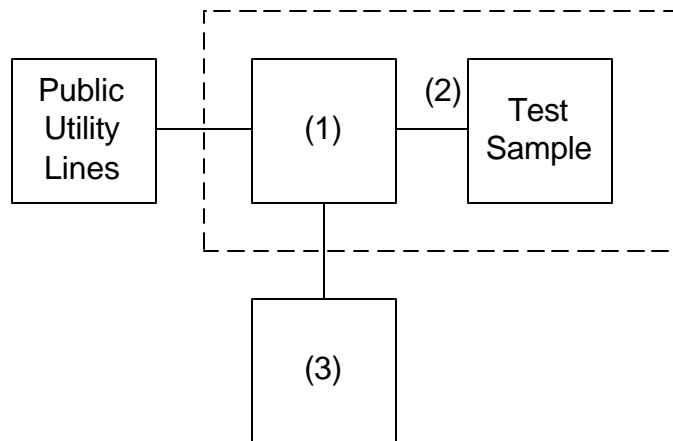 Public
Utility
Lines
(1)
(2)
Test
Sample
(3)